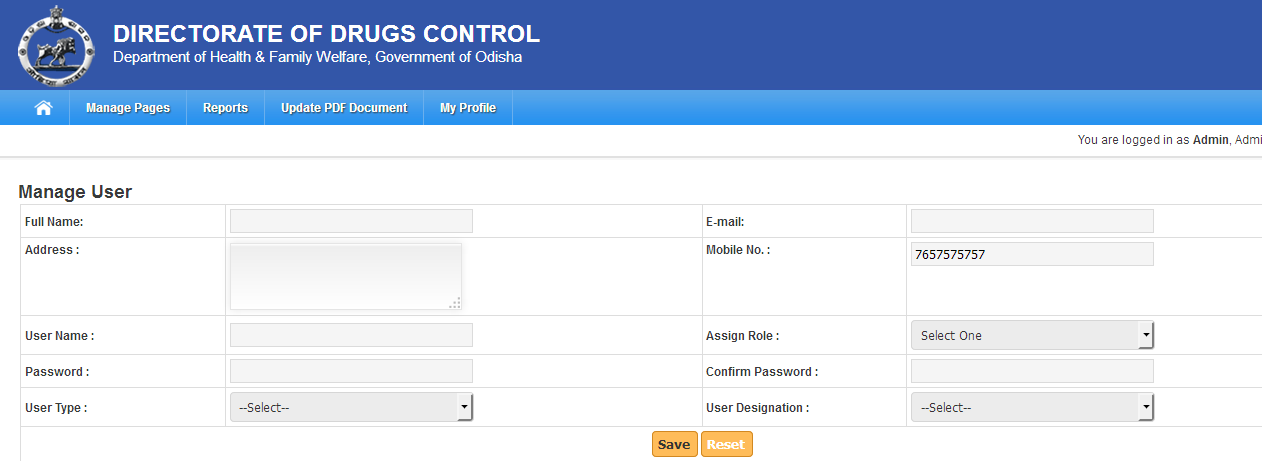 DIRECTORATE OF DRUGS CONTROL
Department of Health & Family Welfare, Government of Odisha
Manage Pages Reports Update PDF Document My Profile
You are logged in as Admin, Admi
Manage User
Full Name: E-mail:
Address : Mobile No. : 7657575757
User Name : Assign Role : Select One
Password : Confirm Password :
User Type : --Select-- User Designation : --Select--
Save Reset